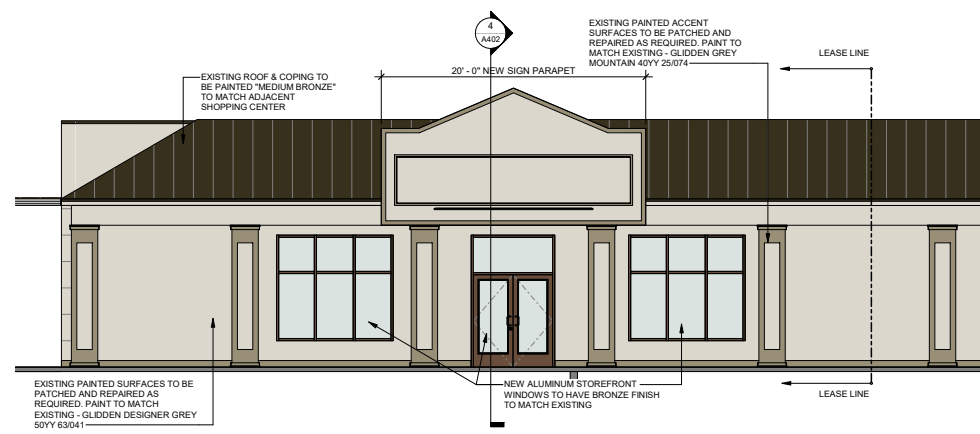 4
A402
EXISTING PAINTED ACCENT
SURFACES TO BE PATCHED AND
REPAIRED AS REQUIRED. PAINT TO
MATCH EXISTING - GLIDDEN GREY
MOUNTAIN 40YY 25/074
LEASE LINE
20' - 0" NEW SIGN PARAPET
EXISTING ROOF & COPING TO
BE PAINTED "MEDIUM BRONZE"
TO MATCH ADJACENT
SHOPPING CENTER
EXISTING PAINTED SURFACES TO BE
PATCHED AND REPAIRED AS
REQUIRED. PAINT TO MATCH
EXISTING - GLIDDEN DESIGNER GREY
50YY 63/041
NEW ALUMINUM STOREFRONT
WINDOWS TO HAVE BRONZE FINISH
TO MATCH EXISTING
LEASE LINE